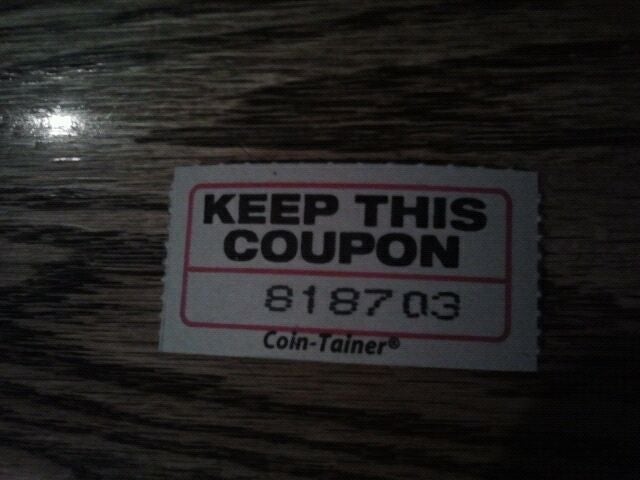 KEEP THIS
COUPON
818703
Coin-Tainer®